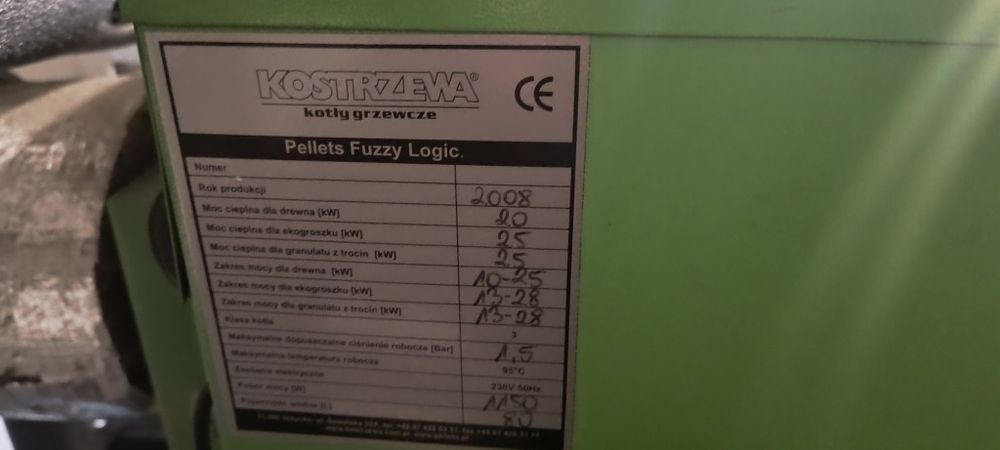 KOSTRZEWA® CE
kotły grzewcze
Pellets Fuzzy Logic
Numer
Rok produkcji 2008
Moc cieplna dla drewna [kW] 20
Moc cieplna dla ekogroszku [kW] 25
Moc cieplna dla granulatu z trocin [kW] 25
Zakres mocy dla drewna [kW] 10-25
Zakres mocy dla ekogroszku [kW] 13-28
Zakres mocy dla granulatu z trocin [kW] 13-28
Klasa kotła 3
Maksymalne dopuszczalne ciśnienie robocze [Bar] 1,5
Maksymalna temperatura robocza 95°C
Zasilanie elektryczne 230V 50Hz
Pobór mocy [W] 1150
Pojemność wodna [L] 80